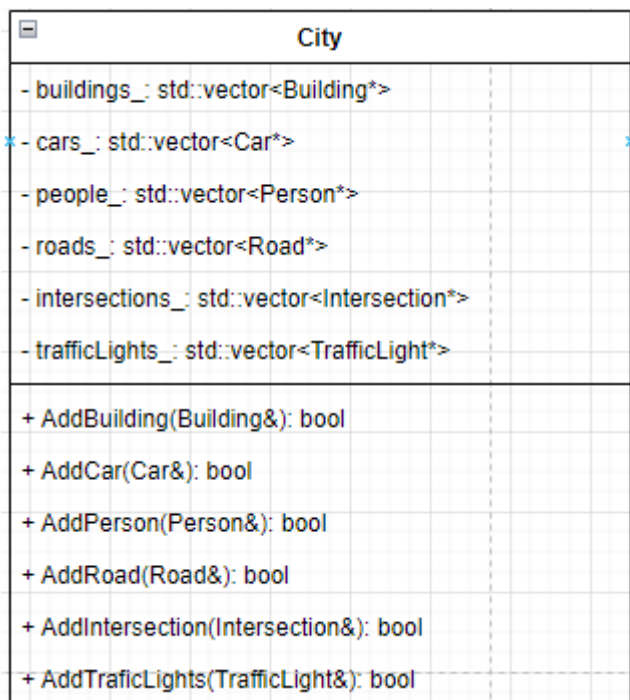 City
- buildings_: std::vector<Building*>
- cars_: std::vector<Car*>
- people_: std::vector<Person*>
- roads_: std::vector<Road*>
- intersections_: std::vector<Intersection*>
- trafficLights_: std::vector<TrafficLight*>
+ AddBuilding(Building&): bool
+ AddCar(Car&): bool
+ AddPerson(Person&): bool
+ AddRoad(Road&): bool
+ AddIntersection(Intersection&): bool
+ AddTraficLights(TrafficLight&): bool